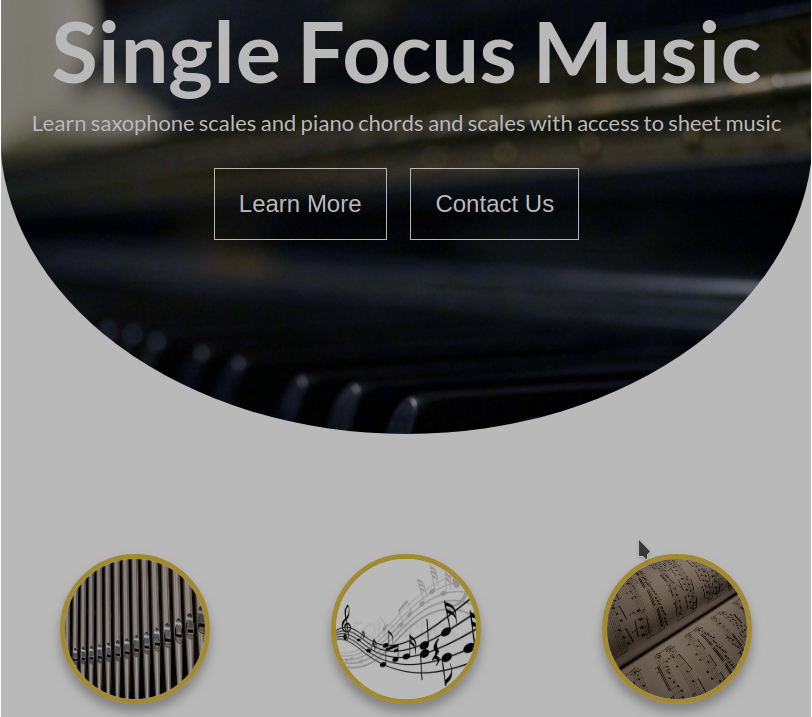 Single Focus Music
Learn saxophone scales and piano chords and scales with access to sheet music
Learn More
Contact Us